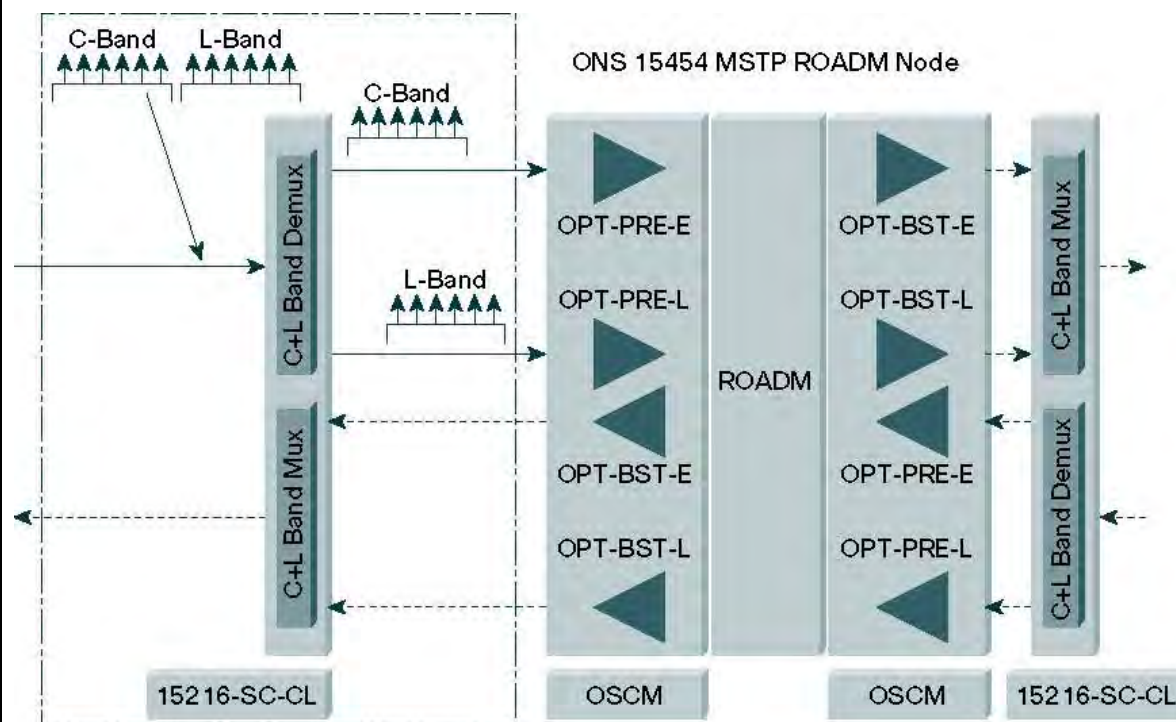 C-Band
L-Band
C-Band
ONS 15454 MSTP ROADM Node
C+L Band Demux
L-Band
C+L Band Mux
OPT-PRE-E
OPT-PRE-L
OPT-BST-E
OPT-BST-L
ROADM
OPT-BST-E
OPT-BST-L
OPT-PRE-E
OPT-PRE-L
C+L Band Mux
C+L Band Demux
15216-SC-CL
OSCM
OSCM
15216-SC-CL